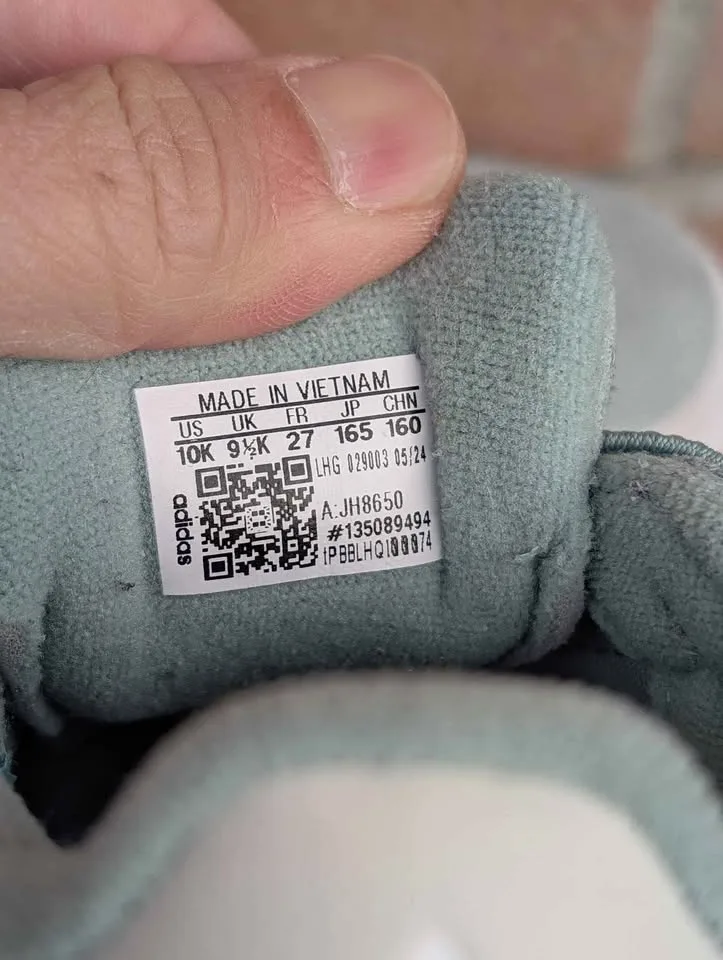 MADE IN VIETNAM
US UK FR JP CHN
10K 9½K 27 165 160
LHG 029003 05/24
A:JH8650
#135089494
adidas